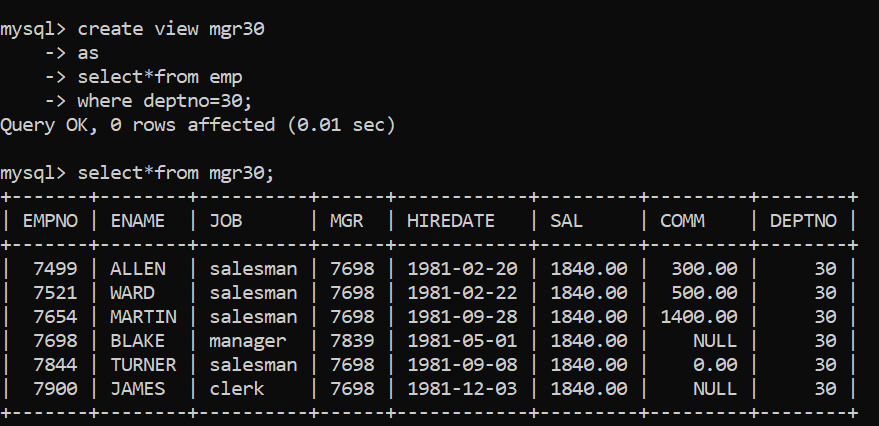 mysql> create view mgr30
    -> as
    -> select*from emp
    -> where deptno=30;
Query OK, 0 rows affected (0.01 sec)

mysql> select*from mgr30;
+-------+--------+----------+------+------------+---------+---------+--------+
| EMPNO | ENAME  | JOB      | MGR  | HIREDATE   | SAL     | COMM    | DEPTNO |
+-------+--------+----------+------+------------+---------+---------+--------+
|  7499 | ALLEN  | salesman | 7698 | 1981-02-20 | 1840.00 |  300.00 |     30 |
|  7521 | WARD   | salesman | 7698 | 1981-02-22 | 1840.00 |  500.00 |     30 |
|  7654 | MARTIN | salesman | 7698 | 1981-09-28 | 1840.00 | 1400.00 |     30 |
|  7698 | BLAKE  | manager  | 7839 | 1981-05-01 | 1840.00 |    NULL |     30 |
|  7844 | TURNER | salesman | 7698 | 1981-09-08 | 1840.00 |    0.00 |     30 |
|  7900 | JAMES  | clerk    | 7698 | 1981-12-03 | 1840.00 |    NULL |     30 |
+-------+--------+----------+------+------------+---------+---------+--------+